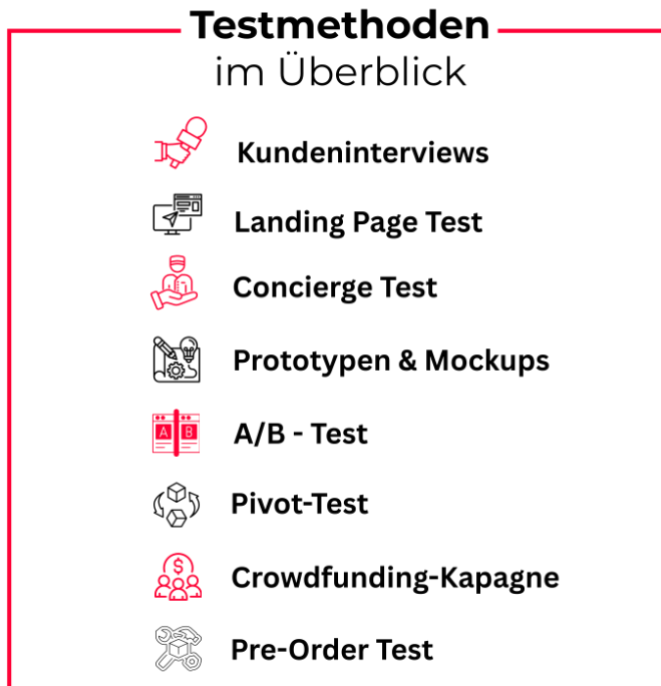 Testmethoden
im Überblick
Kundeninterviews
Landing Page Test
Concierge Test
Prototypen & Mockups
A B
A/B - Test
Pivot-Test
$
Crowdfunding-Kapagne
Pre-Order Test